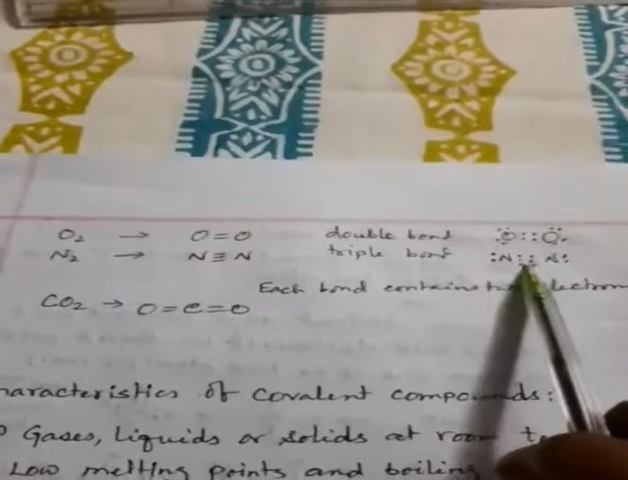 O₂ → O=O double bond :Ö::Ö:
N₂ → N≡N triple bond :N:::N:
Each bond contains
CO₂ → O=C=O
haracteristics of covalent compounds:
Gases, Liquids or solids at room
Low melting points and boiling